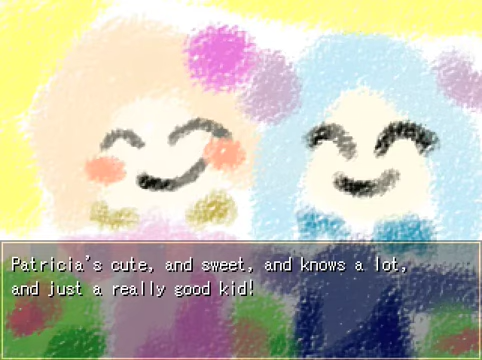 Patricia's cute, and sweet, and knows a lot,
and just a really good kid!